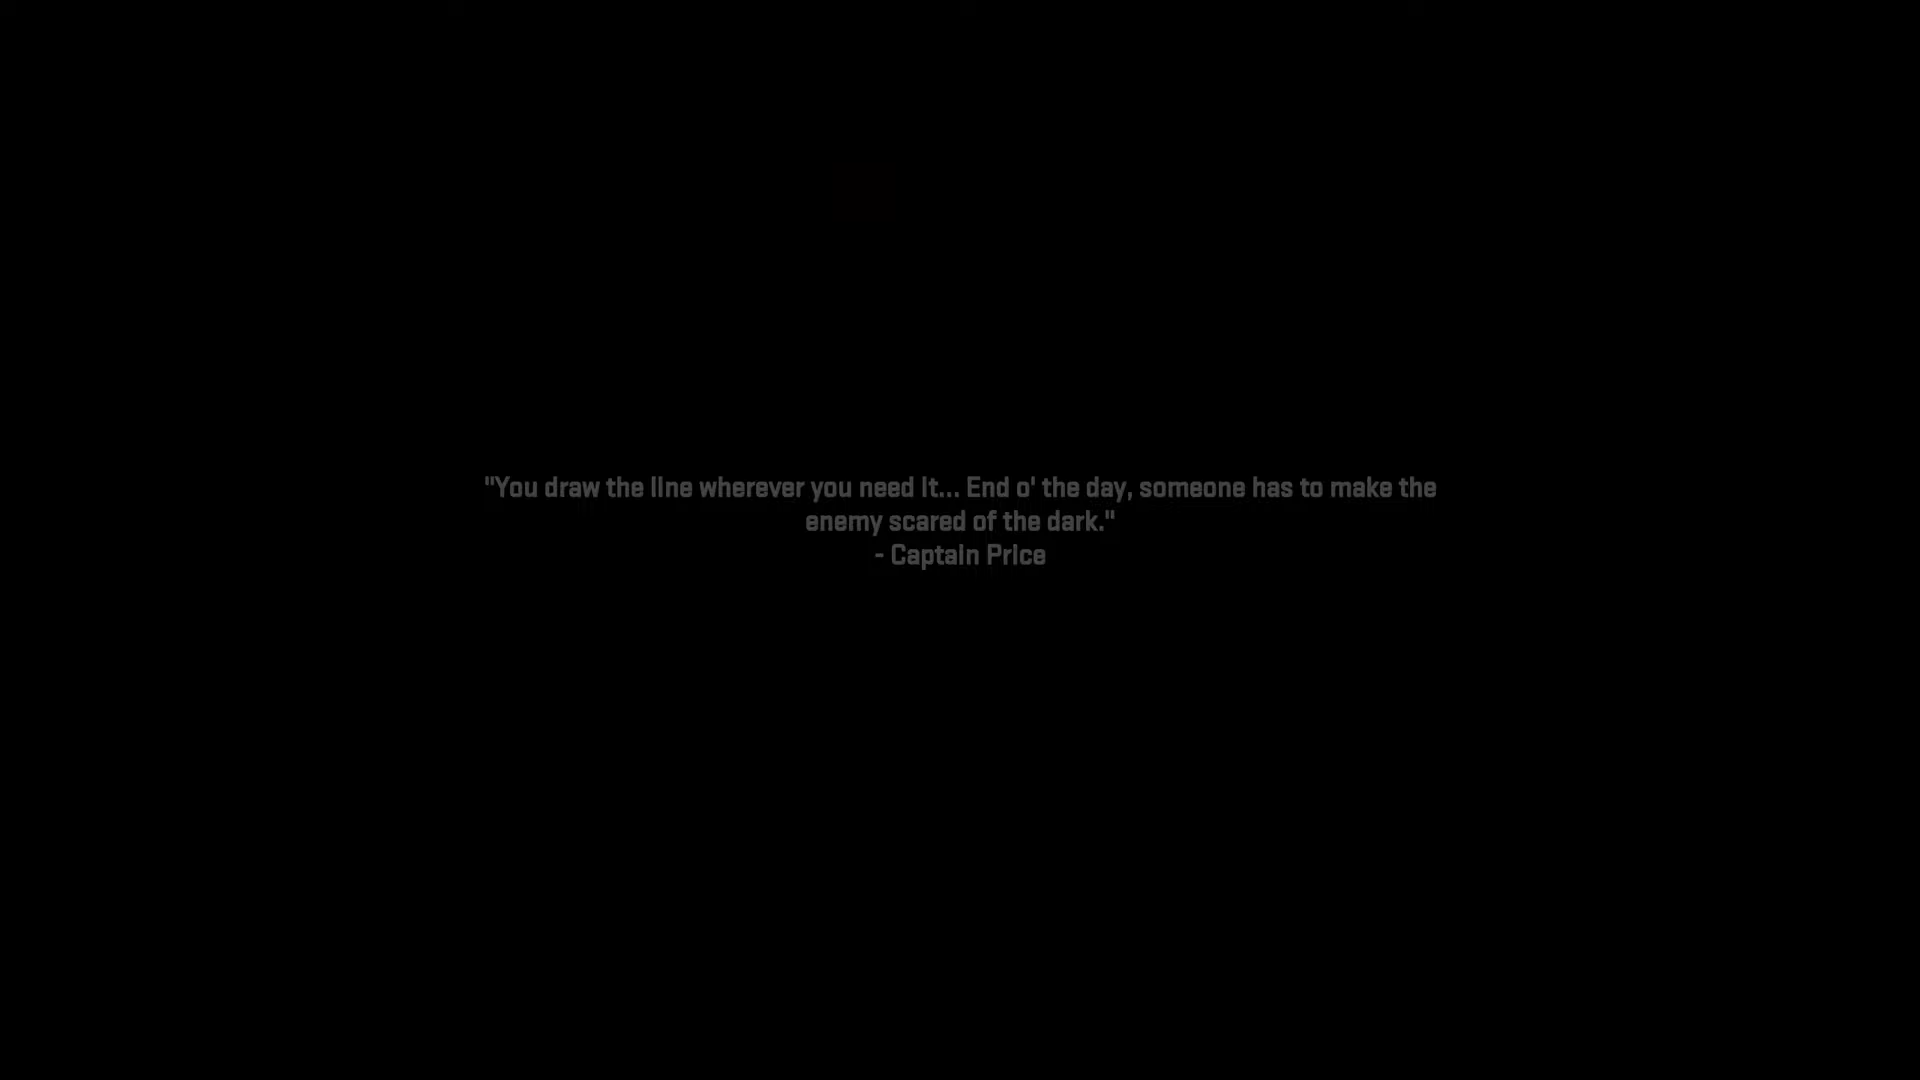 "You draw the line wherever you need it... End o' the day, someone has to make the
enemy scared of the dark."
- Captain Price